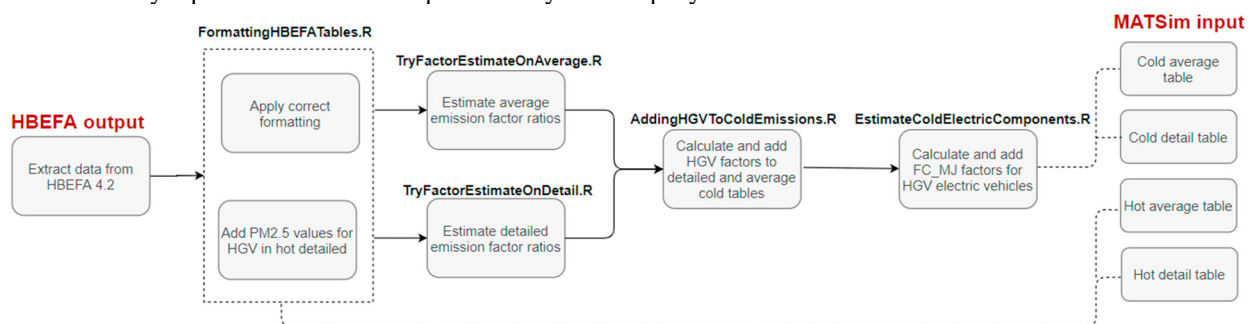 MATSim input
FormattingHBEFATables.R
TryFactorEstimateOnAverage.R
Cold average
table
Apply correct
formatting
Estimate average
emission factor ratios
HBEFA output
AddingHGVToColdEmissions.R
EstimateColdElectricComponents.R
Cold detail table
Extract data from
HBEFA 4.2
Calculate and add
HGV factors to
detailed and average
cold tables
Calculate and add
FC_MJ factors for
HGV electric vehicles
TryFactorEstimateOnDetail.R
Hot average table
Add PM2.5 values for
HGV in hot detailed
Estimate detailed
emission factor ratios
Hot detail table